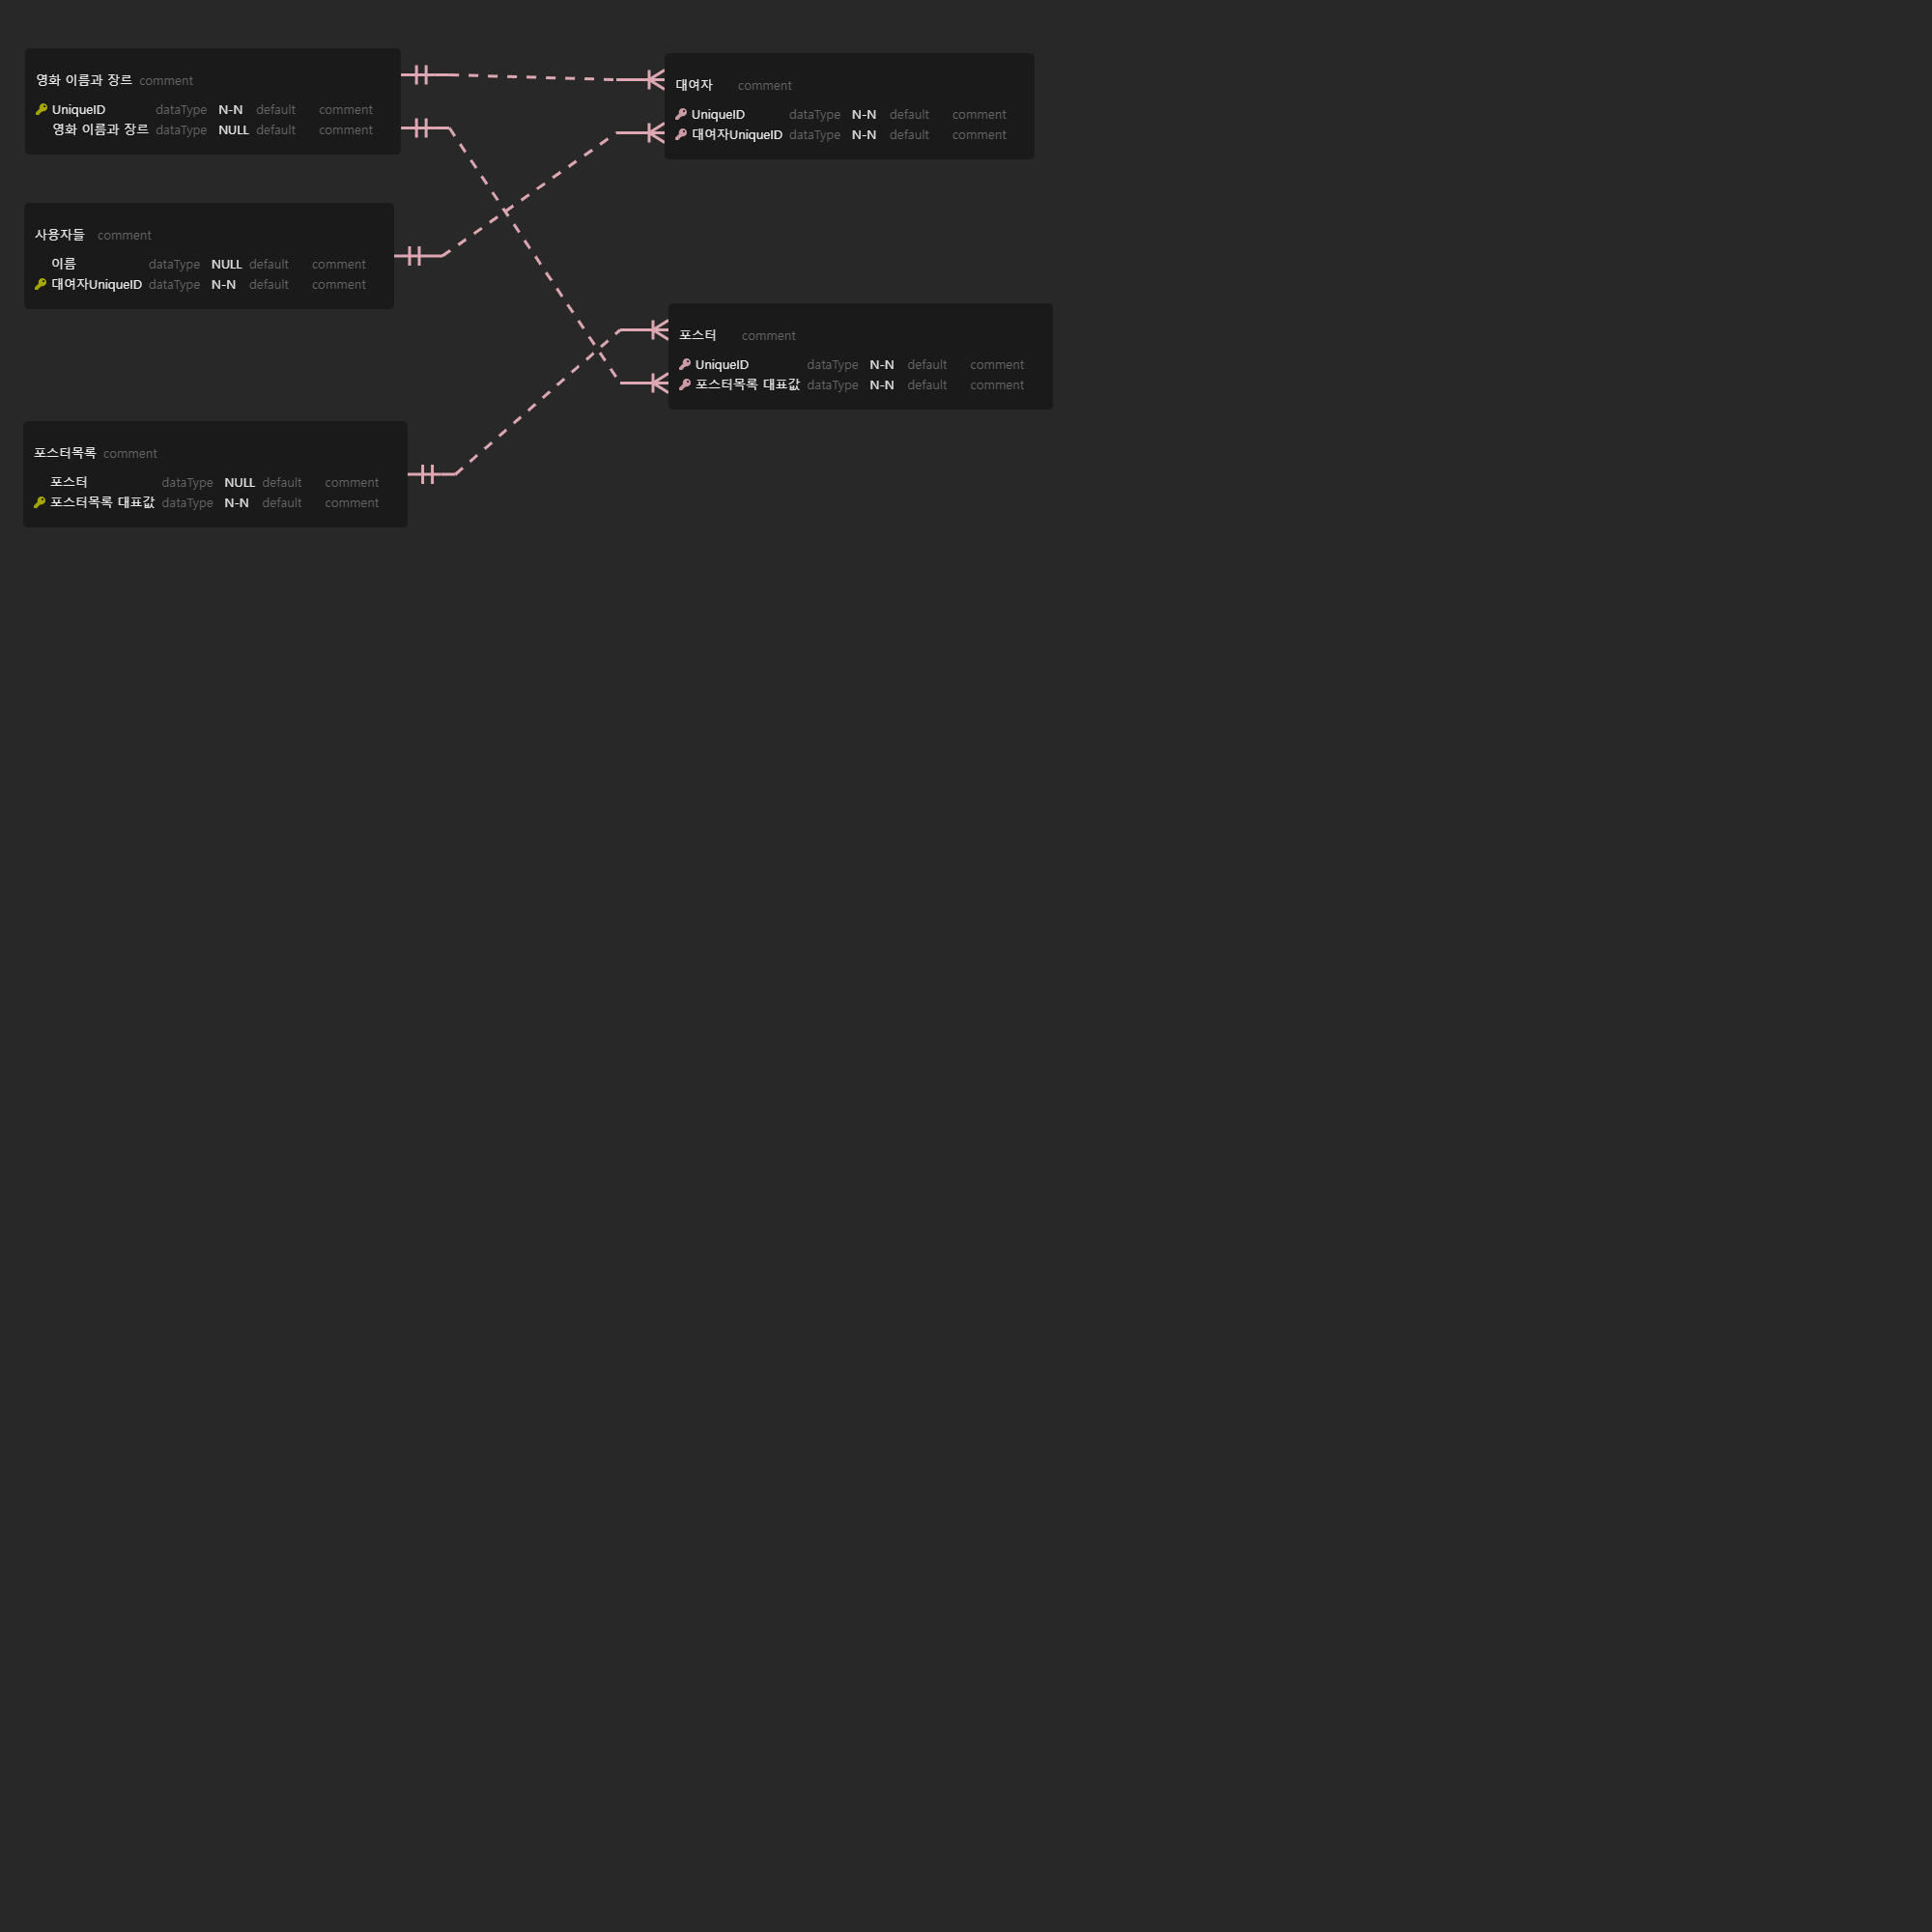 영화 이름과 장르 comment
UniqueID dataType N-N default comment
영화 이름과 장르 dataType NULL default comment
대여자 comment
UniqueID dataType N-N default comment
대여자UniqueID dataType N-N default comment
사용자들 comment
이름 dataType NULL default comment
대여자UniqueID dataType N-N default comment
포스터 comment
UniqueID dataType N-N default comment
포스터목록 대표값 dataType N-N default comment
포스터목록 comment
포스터 dataType NULL default comment
포스터목록 대표값 dataType N-N default comment